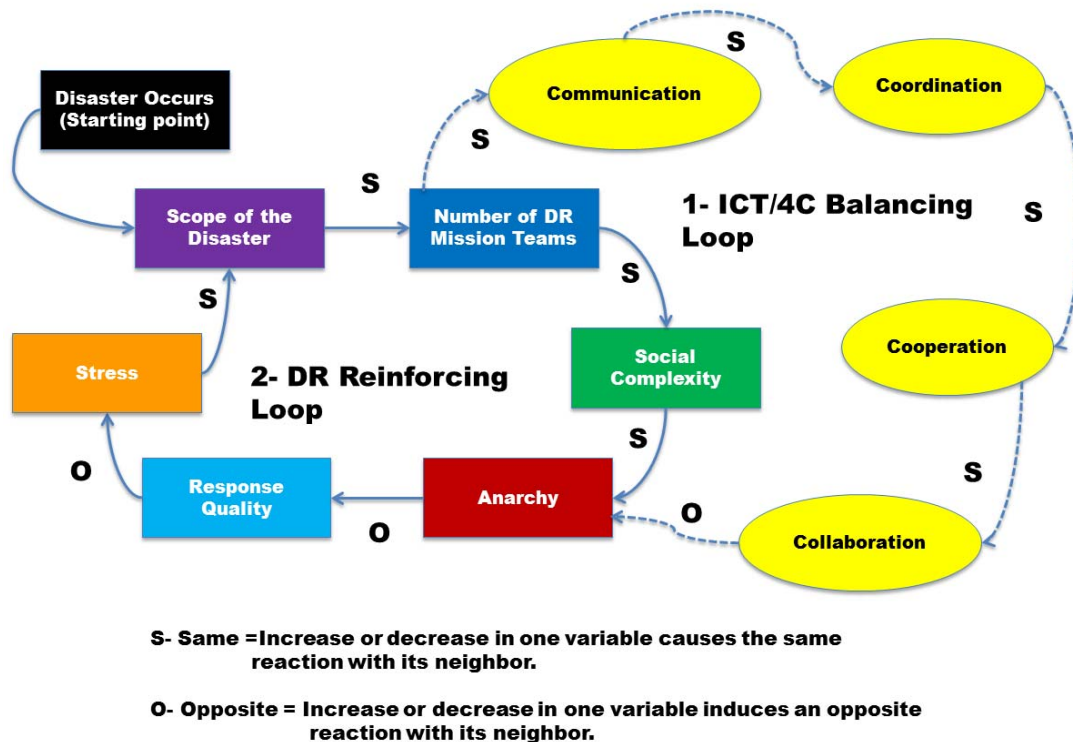 Disaster Occurs
(Starting point)
Communication
S
Coordination
S
S
Scope of the
Disaster
Number of DR
Mission Teams
1- ICT/4C Balancing
Loop
S
S
S
Stress
2- DR Reinforcing
Loop
Social
Complexity
Cooperation
S
S
O
Response
Quality
O
Anarchy
O
Collaboration
S- Same =Increase or decrease in one variable causes the same
reaction with its neighbor.
O- Opposite = Increase or decrease in one variable induces an opposite
reaction with its neighbor.